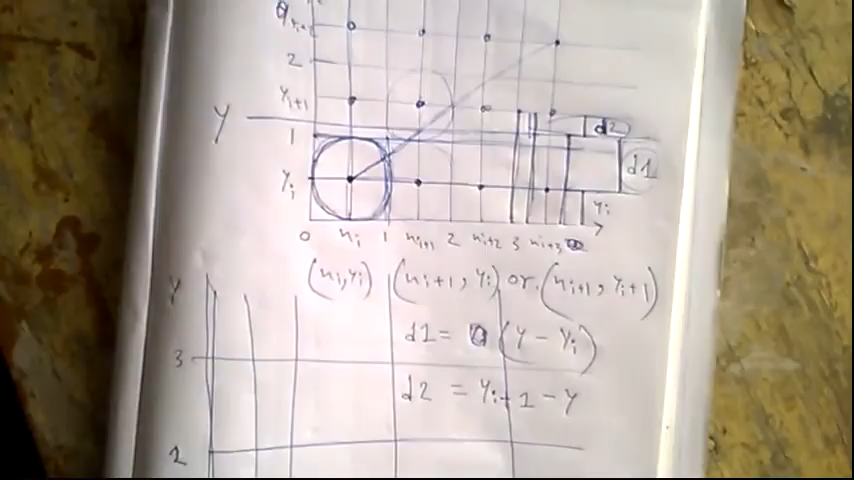 2
yi+1
Y
d2
1
d1
yi
yi
0 xi 1 xi+1 2 xi+2 3 xi+3
(xi,yi) (xi+1, yi) or (xi+1, yi+1)
Y
d1 = (y - yi)
3
d2 = yi+1 - y
2